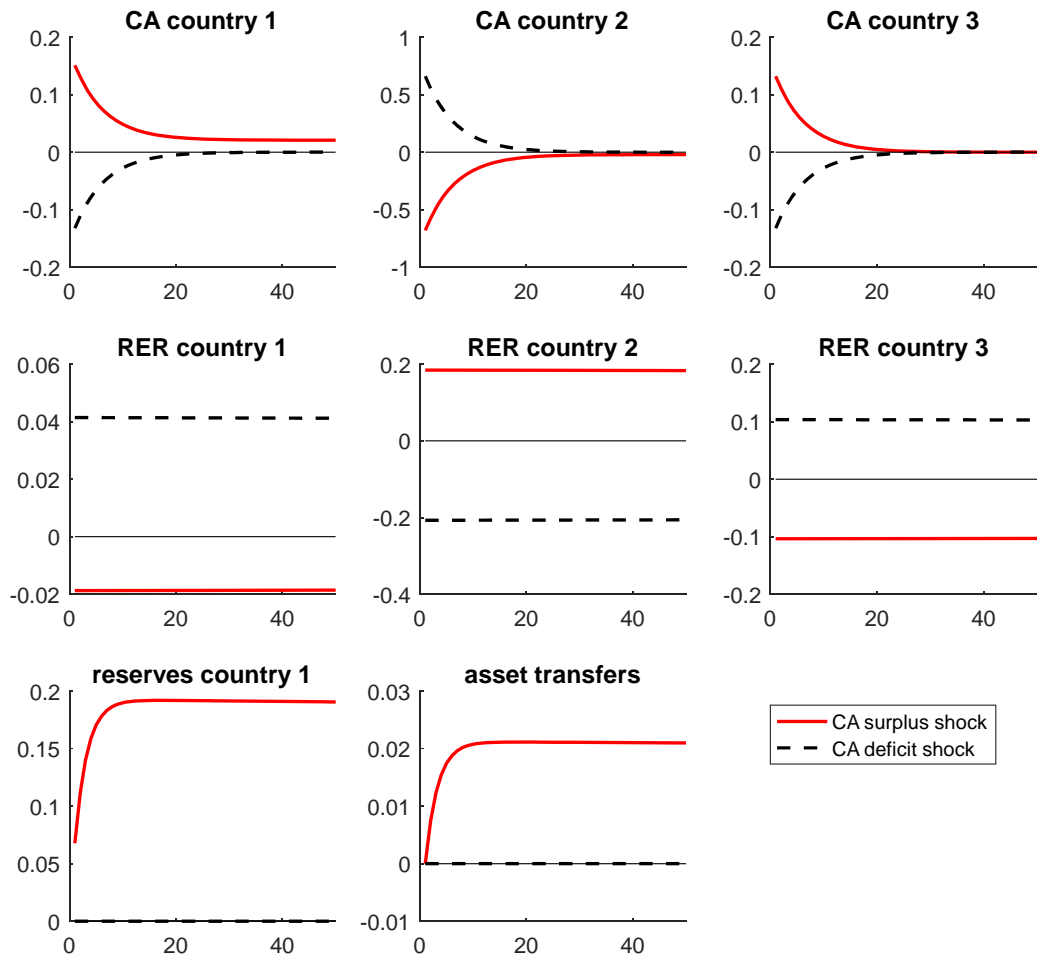 CA country 1
0.2
0.1
0
-0.1
-0.2
0 20 40
CA country 2
1
0.5
0
-0.5
-1
0 20 40
CA country 3
0.2
0.1
0
-0.1
-0.2
0 20 40
RER country 1
0.06
0.04
0.02
0
-0.02
0 20 40
RER country 2
0.2
0
-0.2
-0.4
0 20 40
RER country 3
0.2
0.1
0
-0.1
-0.2
0 20 40
reserves country 1
0.2
0.15
0.1
0.05
0
0 20 40
asset transfers
0.03
0.02
0.01
0
-0.01
0 20 40
CA surplus shock
CA deficit shock